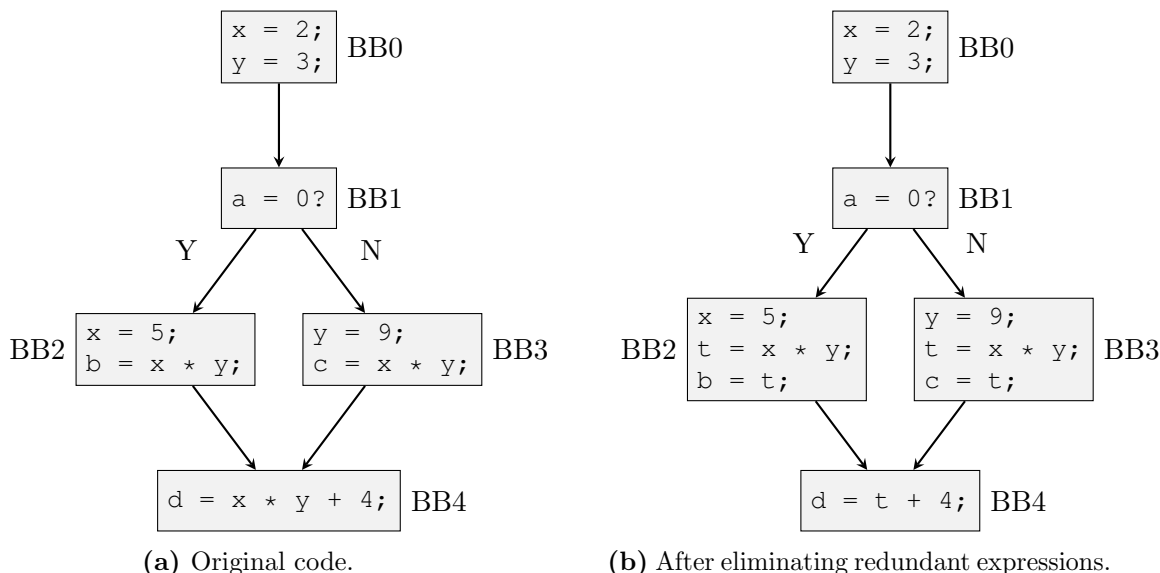 x = 2;
y = 3;
BB0
a = 0?
BB1
Y
N
BB2
x = 5;
b = x * y;
y = 9;
c = x * y;
BB3
d = x * y + 4;
BB4
(a) Original code.
x = 2;
y = 3;
BB0
a = 0?
BB1
Y
N
BB2
x = 5;
t = x * y;
b = t;
y = 9;
t = x * y;
c = t;
BB3
d = t + 4;
BB4
(b) After eliminating redundant expressions.